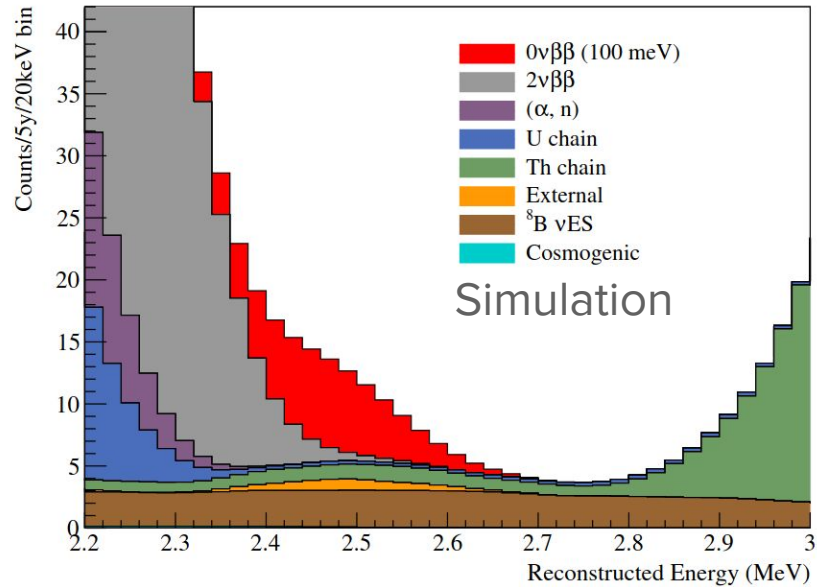 Counts/5y/20keV bin
40
35
30
25
20
15
10
5
0
0νββ (100 meV)
2νββ
(α, n)
U chain
Th chain
External
⁸B νES
Cosmogenic
Simulation
2.2 2.3 2.4 2.5 2.6 2.7 2.8 2.9 3
Reconstructed Energy (MeV)